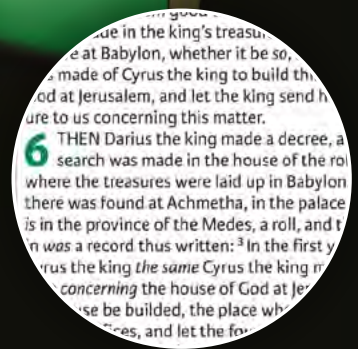 good
in the king's treasu
at Babylon, whether it be so,
made of Cyrus the king to build th
od at Jerusalem, and let the king send h
ure to us concerning this matter.
6 THEN Darius the king made a decree, a
search was made in the house of the rol
where the treasures were laid up in Babylon
there was found at Achmetha, in the palace
is in the province of the Medes, a roll, and t
n was a record thus written: ³ In the first y
rus the king the same Cyrus the king m
concerning the house of God at Je
se be builded, the place wh
ices, and let the fou